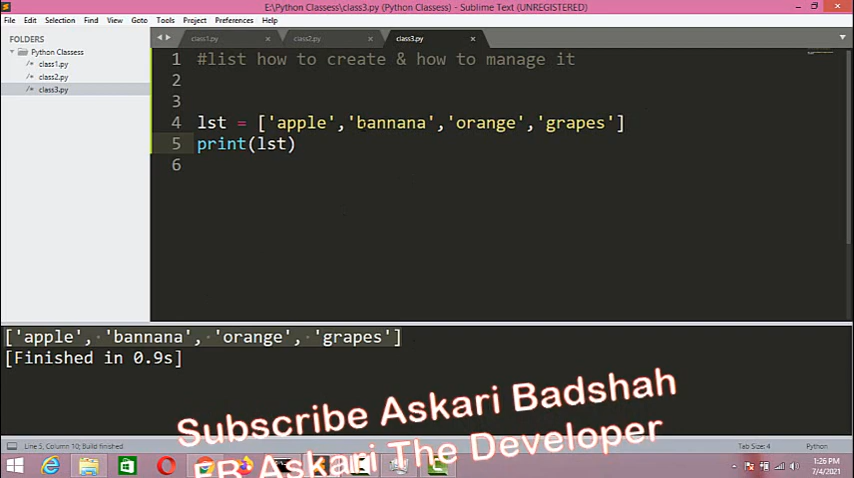 E:\Python Classess\class3.py (Python Classess) - Sublime Text (UNREGISTERED)
File Edit Selection Find View Goto Tools Project Preferences Help
FOLDERS
Python Classess
class1.py
class2.py
class3.py
class1.py class2.py class3.py
1 #list how to create & how to manage it
2
3
4 lst = ['apple','bannana','orange','grapes']
5 print(lst)
6
['apple', 'bannana', 'orange', 'grapes']
[Finished in 0.9s]
Subscribe Askari Badshah
FB Askari The Developer
Line 5, Column 10; Build finished Tab Size: 4 Python
1:26 PM
7/4/2021